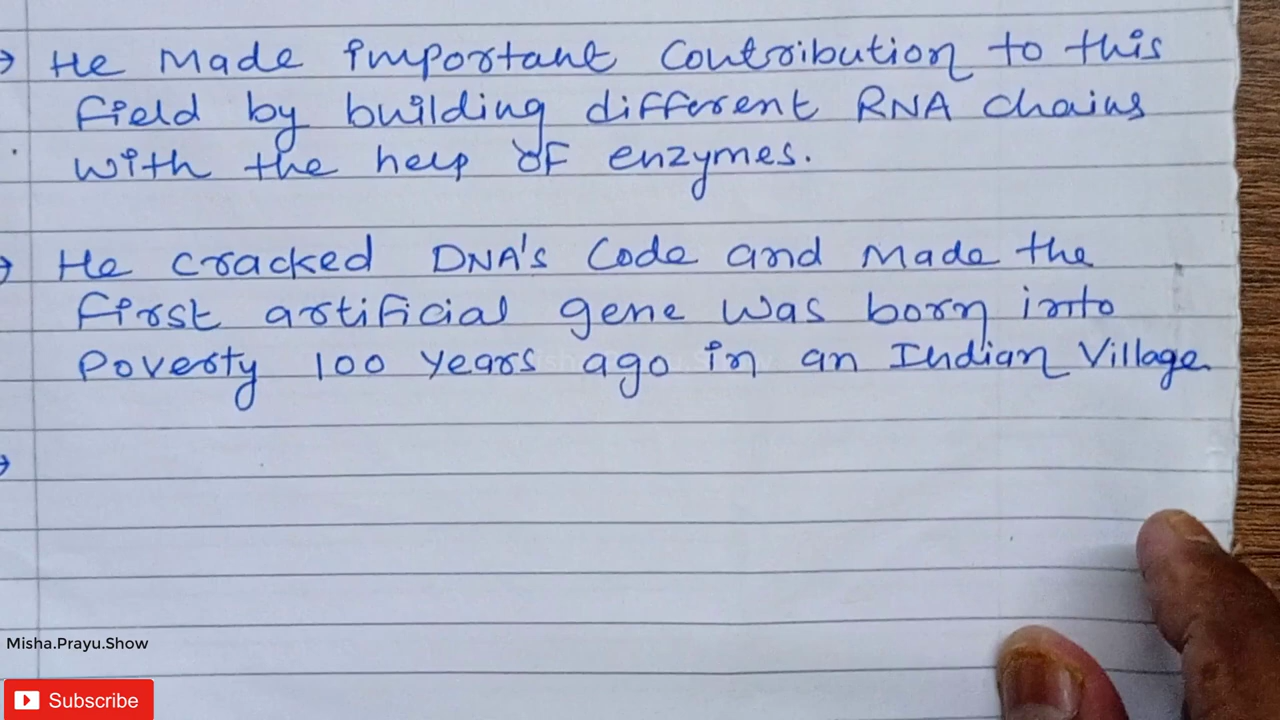 → He made important contribution to this
field by building different RNA chains
with the help of enzymes.
→ He cracked DNA's code and made the
first artificial gene was born into
Poverty 100 years ago in an Indian Village
→
Misha.Prayu.Show
Subscribe